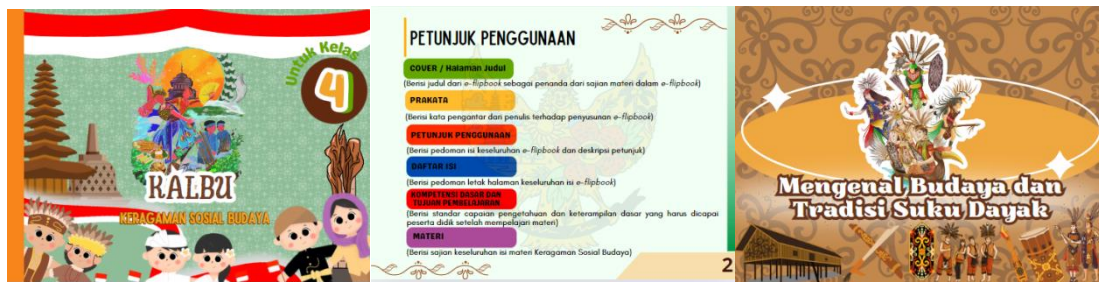 Untuk Kelas
4
KALBU
KERAGAMAN SOSIAL BUDAYA
PETUNJUK PENGGUNAAN
COVER / Halaman Judul
(Berisi judul dari e-flipbook sebagai penanda dari sajian materi dalam e-flipbook)
PRAKATA
(Berisi kata pengantar dari penulis terhadap penyusunan e-flipbook)
PETUNJUK PENGGUNAAN
(Berisi pedoman isi keseluruhan e-flipbook dan deskripsi petunjuk)
DAFTAR ISI
(Berisi pedoman letak halaman keseluruhan isi e-flipbook)
KOMPETENSI DASAR DAN
TUJUAN PEMBELAJARAN
(Berisi standar capaian pengetahuan dan keterampilan dasar yang harus dicapai
peserta didik setelah mempelajari materi)
MATERI
(Berisi sajian keseluruhan isi materi Keragaman Sosial Budaya)
2
Mengenal Budaya dan
Tradisi Suku Dayak